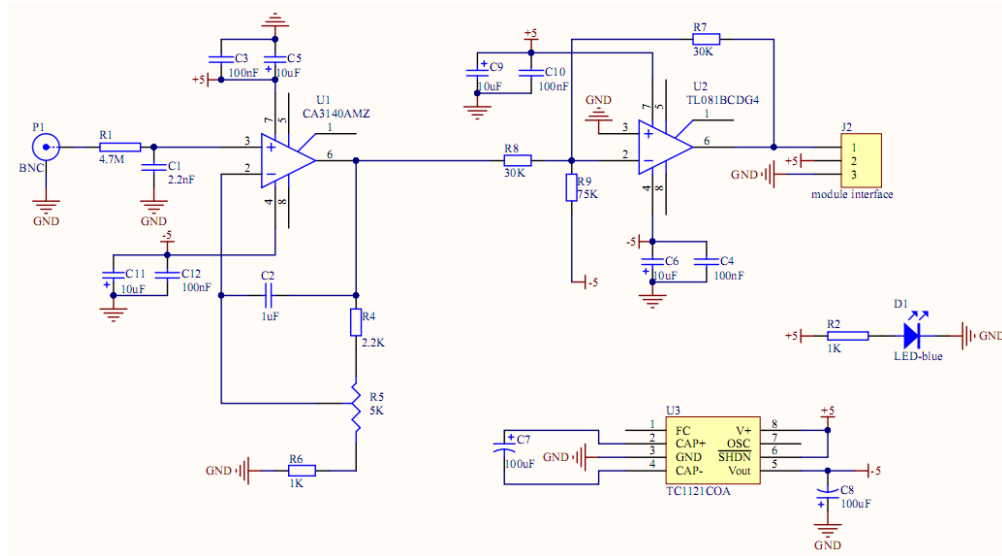 C3
100nF
C5
10uF
+5
7
5
U1
CA3140AMZ
1
P1
BNC
GND
R1
4.7M
C1
2.2nF
GND
3
2
6
4
8
-5
C11
10uF
C12
100nF
C2
1uF
R4
2.2K
R5
5K
GND
R6
1K
+5
C9
10uF
C10
100nF
R7
30K
7
5
U2
TL081BCDG4
1
GND
3
2
6
4
8
R8
30K
R9
75K
-5
-5
C6
10uF
C4
100nF
J2
1
2
3
+5
GND
module interface
D1
+5
R2
1K
LED-blue
GND
U3
1 FC V+ 8
2 CAP+ OSC 7
3 GND SHDN 6
4 CAP- Vout 5
TC1121COA
C7
100uF
GND
+5
-5
C8
100uF
GND